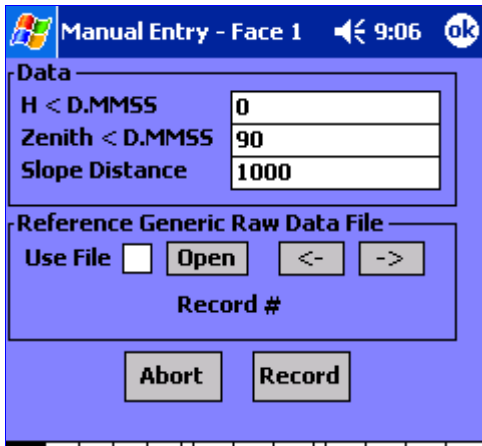 Manual Entry - Face 1 9:06 ok
Data
H < D.MMSS 0
Zenith < D.MMSS 90
Slope Distance 1000
Reference Generic Raw Data File
Use File Open <- ->
Record #
Abort Record